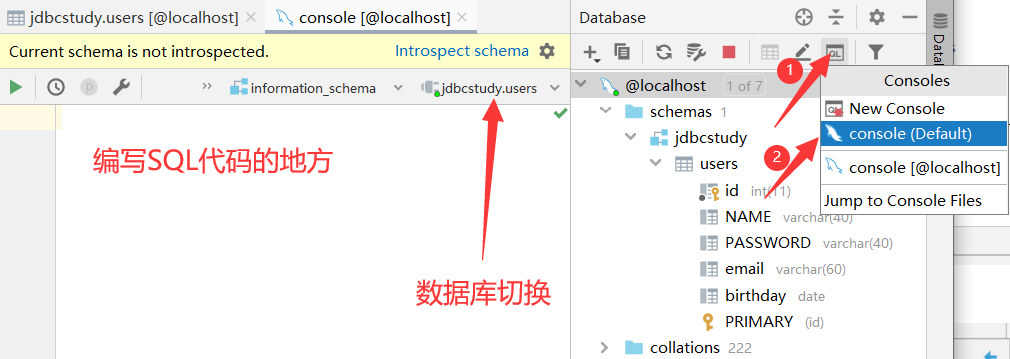 jdbcstudy.users [@localhost]
console [@localhost]
Current schema is not introspected.
Introspect schema
information_schema
jdbcstudy.users
编写SQL代码的地方
数据库切换
Database
QL
@localhost 1 of 7
schemas 1
jdbcstudy
users
id int(11)
NAME varchar(40)
PASSWORD varchar(40)
email varchar(60)
birthday date
PRIMARY (id)
collations 222
1
2
Consoles
New Console
console (Default)
console [@localhost]
Jump to Console Files